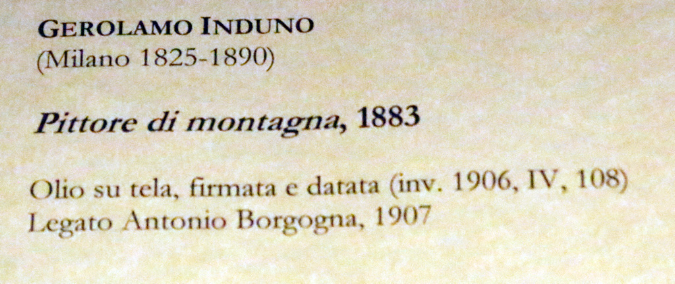 GEROLAMO INDUNO
(Milano 1825-1890)
Pittore di montagna, 1883
Olio su tela, firmata e datata (inv. 1906, IV, 108)
Legato Antonio Borgogna, 1907